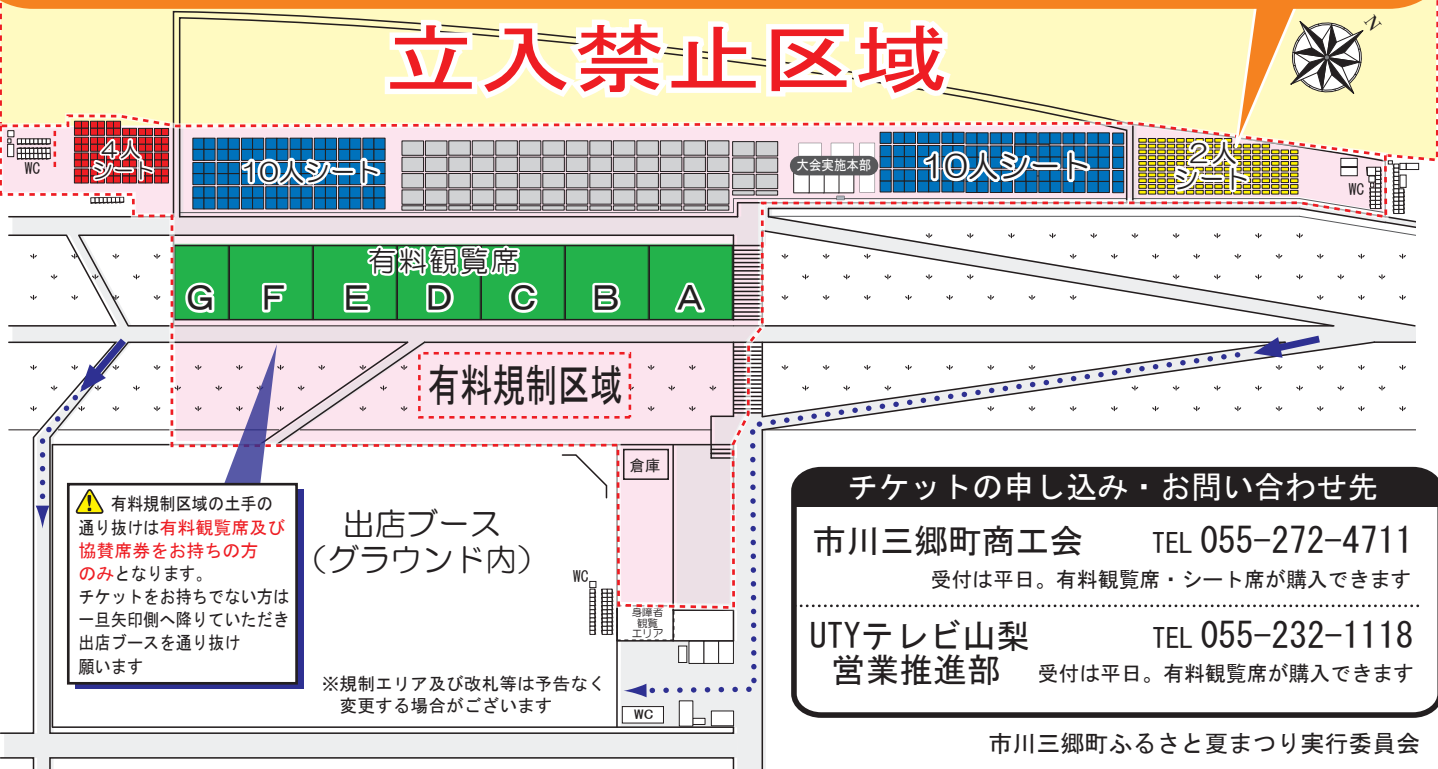 立入禁止区域
N
4人
シート
WC
10人シート
大会実施本部
10人シート
2人
シート
WC
有料観覧席
G F E D C B A
有料規制区域
倉庫
有料規制区域の土手の
通り抜けは有料観覧席及び
協賛席券をお持ちの方
のみとなります。
チケットをお持ちでない方は
一旦矢印側へ降りていただき
出店ブースを通り抜け
願います
出店ブース
(グラウンド内)
WC
身障者
観覧
エリア
WC
※規制エリア及び改札等は予告なく
変更する場合がございます
チケットの申し込み・お問い合わせ先
市川三郷町商工会 TEL 055-272-4711
受付は平日。有料観覧席・シート席が購入できます
UTYテレビ山梨
営業推進部
TEL 055-232-1118
受付は平日。有料観覧席が購入できます
市川三郷町ふるさと夏まつり実行委員会